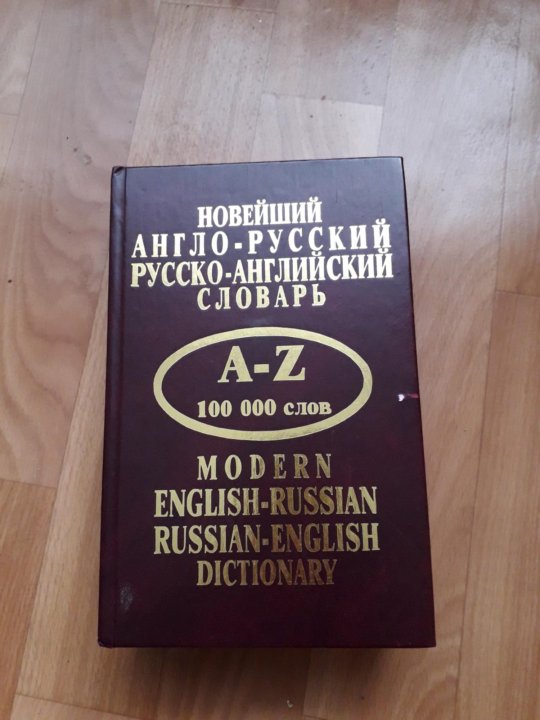 НОВЕЙШИЙ
АНГЛО-РУССКИЙ
РУССКО-АНГЛИЙСКИЙ
СЛОВАРЬ
A-Z
100 000 слов
MODERN
ENGLISH-RUSSIAN
RUSSIAN-ENGLISH
DICTIONARY